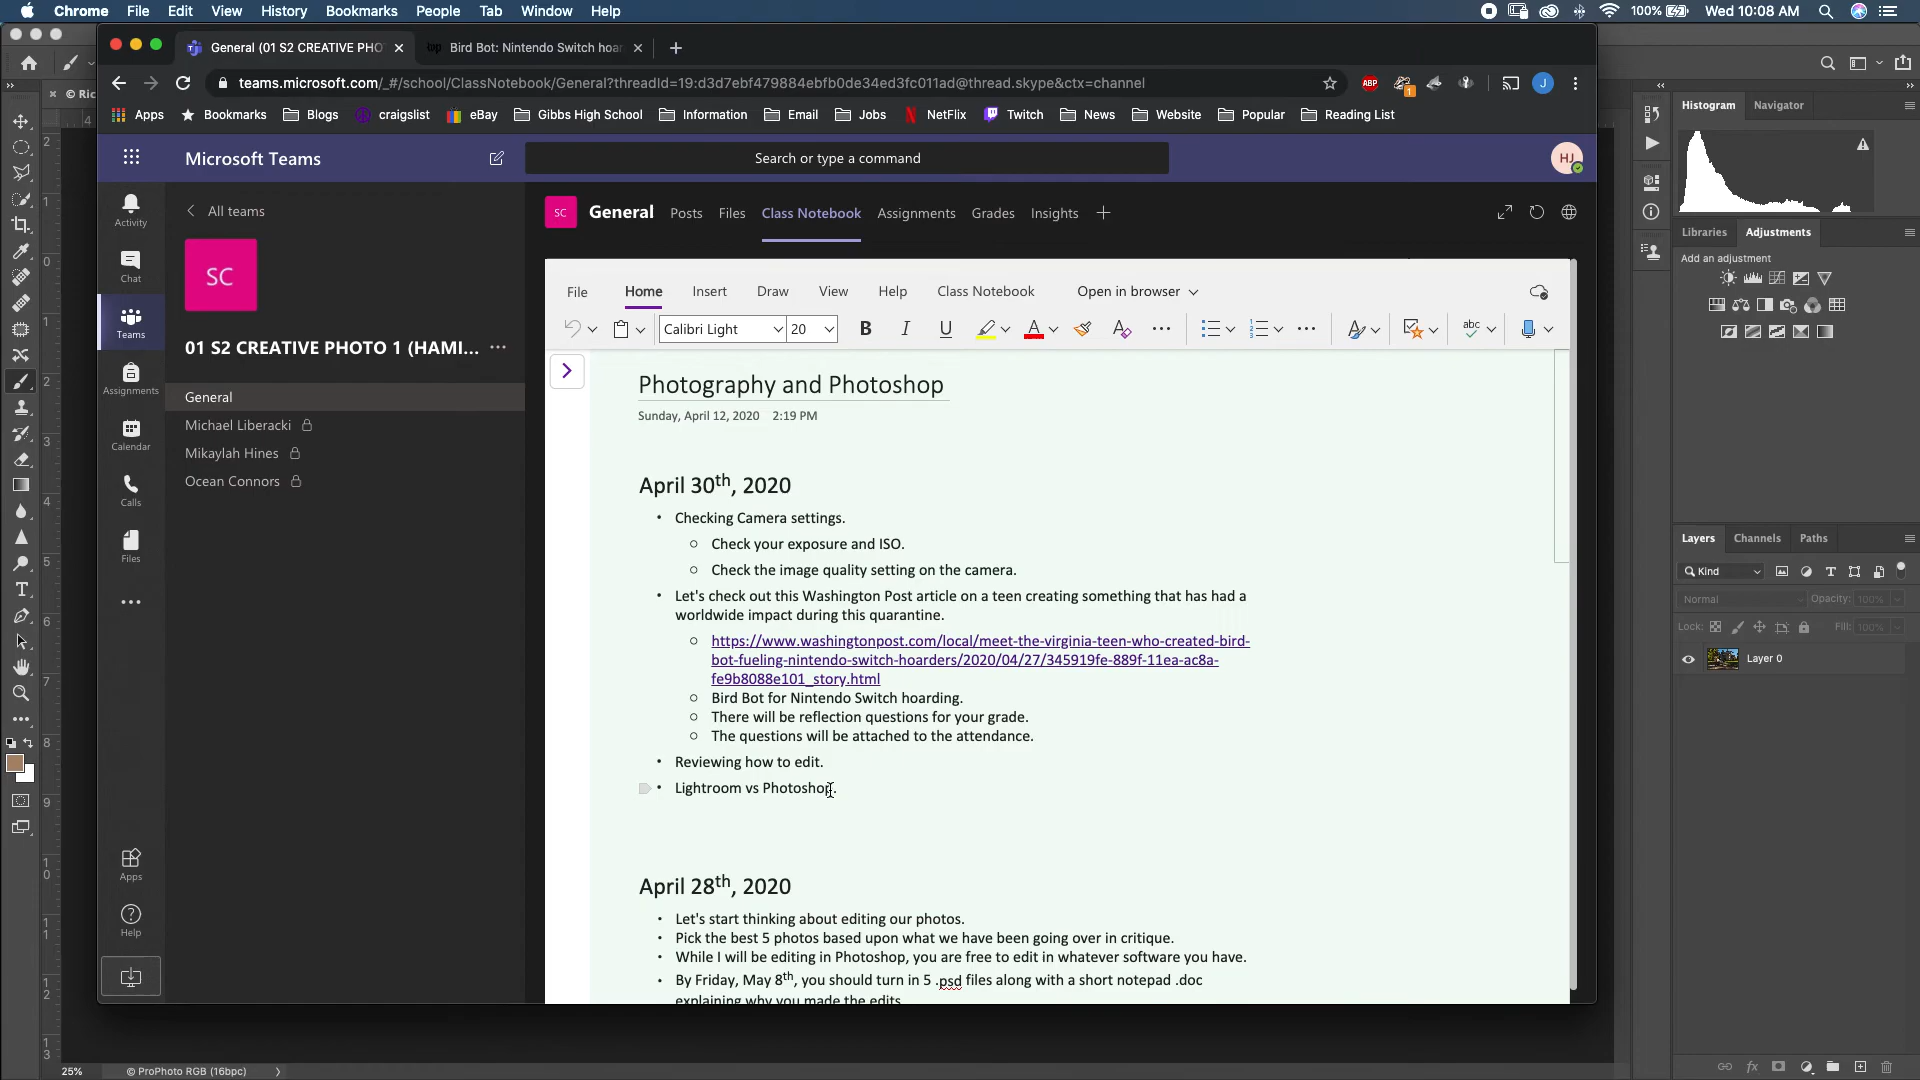 Chrome File Edit View History Bookmarks People Tab Window Help 100% Wed 10:08 AM
General (01 S2 CREATIVE PHO Bird Bot: Nintendo Switch hoar
teams.microsoft.com/_#/school/ClassNotebook/General?threadId=19:d3d7ebf479884ebfb0de34ed3fc011ad@thread.skype&ctx=channel ABP 1 J
Apps Bookmarks Blogs craigslist eBay Gibbs High School Information Email Jobs NetFlix Twitch News Website Popular Reading List
© Ric
Histogram Navigator
Microsoft Teams Search or type a command HJ
Activity
All teams
SC General Posts Files Class Notebook Assignments Grades Insights
Libraries Adjustments
Add an adjustment
Chat
SC
File Home Insert Draw View Help Class Notebook Open in browser
Teams
Calibri Light 20 B I U A A abc
01 S2 CREATIVE PHOTO 1 (HAMI...
Assignments
General
Michael Liberacki
Mikaylah Hines
Ocean Connors
Calendar
Calls
Files
Apps
Help
Photography and Photoshop
Sunday, April 12, 2020 2:19 PM
April 30th, 2020
Checking Camera settings.
Check your exposure and ISO.
Check the image quality setting on the camera.
Let's check out this Washington Post article on a teen creating something that has had a
worldwide impact during this quarantine.
https://www.washingtonpost.com/local/meet-the-virginia-teen-who-created-bird-
bot-fueling-nintendo-switch-hoarders/2020/04/27/345919fe-889f-11ea-ac8a-
fe9b8088e101_story.html
Bird Bot for Nintendo Switch hoarding.
There will be reflection questions for your grade.
The questions will be attached to the attendance.
Reviewing how to edit.
Lightroom vs Photoshop.
April 28th, 2020
Let's start thinking about editing our photos.
Pick the best 5 photos based upon what we have been going over in critique.
While I will be editing in Photoshop, you are free to edit in whatever software you have.
By Friday, May 8th, you should turn in 5 .psd files along with a short notepad .doc
explaining why you made the edits.
Layers Channels Paths
Kind
Normal Opacity: 100%
Lock: Fill: 100%
Layer 0
25% © ProPhoto RGB (16bpc)